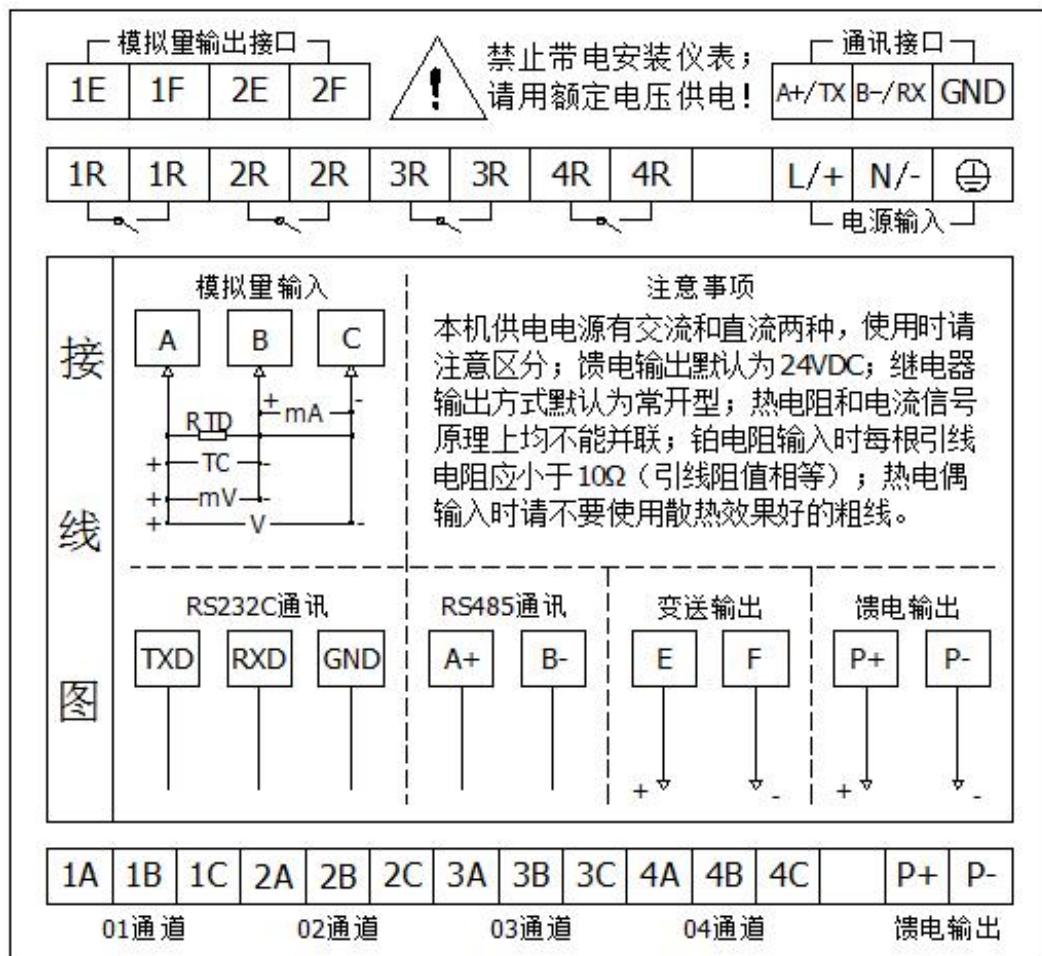 模拟量输出接口
1E 1F 2E 2F
!
禁止带电安装仪表；
请用额定电压供电！
通讯接口
A+/TX B-/RX GND
1R 1R 2R 2R 3R 3R 4R 4R L/+ N/-
电源输入
接线图
模拟量输入
A B C
+ mA -
RTD
+ TC -
+ mV -
+ V -
注意事项
本机供电电源有交流和直流两种，使用时请
注意区分；馈电输出默认为24VDC；继电器
输出方式默认为常开型；热电阻和电流信号
原理上均不能并联；铂电阻输入时每根引线
电阻应小于10Ω（引线阻值相等）；热电偶
输入时请不要使用散热效果好的粗线。
RS232C通讯
TXD RXD GND
RS485通讯
A+ B-
变送输出
E F
+ -
馈电输出
P+ P-
+ -
1A 1B 1C 2A 2B 2C 3A 3B 3C 4A 4B 4C P+ P-
01通道 02通道 03通道 04通道 馈电输出